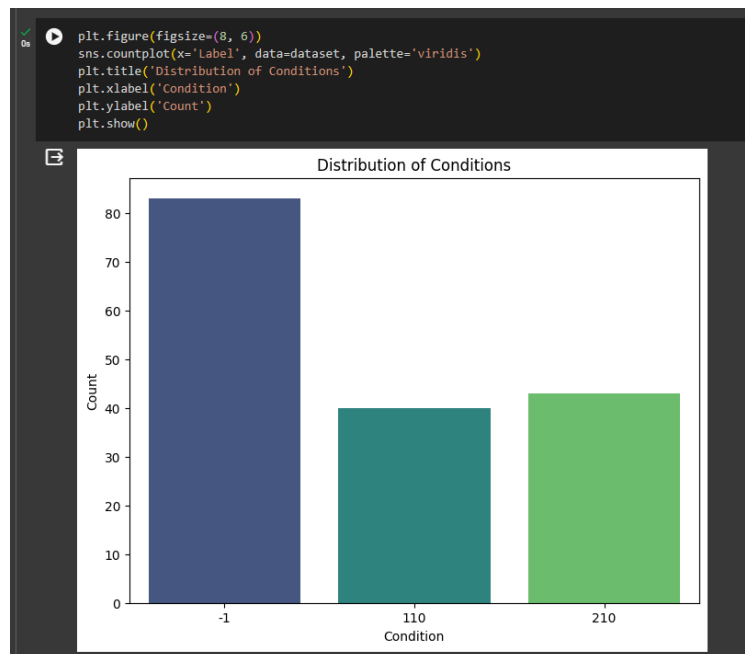 0s
plt.figure(figsize=(8, 6))
sns.countplot(x='Label', data=dataset, palette='viridis')
plt.title('Distribution of Conditions')
plt.xlabel('Condition')
plt.ylabel('Count')
plt.show()
Distribution of Conditions
80
70
60
50
40
30
20
10
0
Count
-1 110 210
Condition